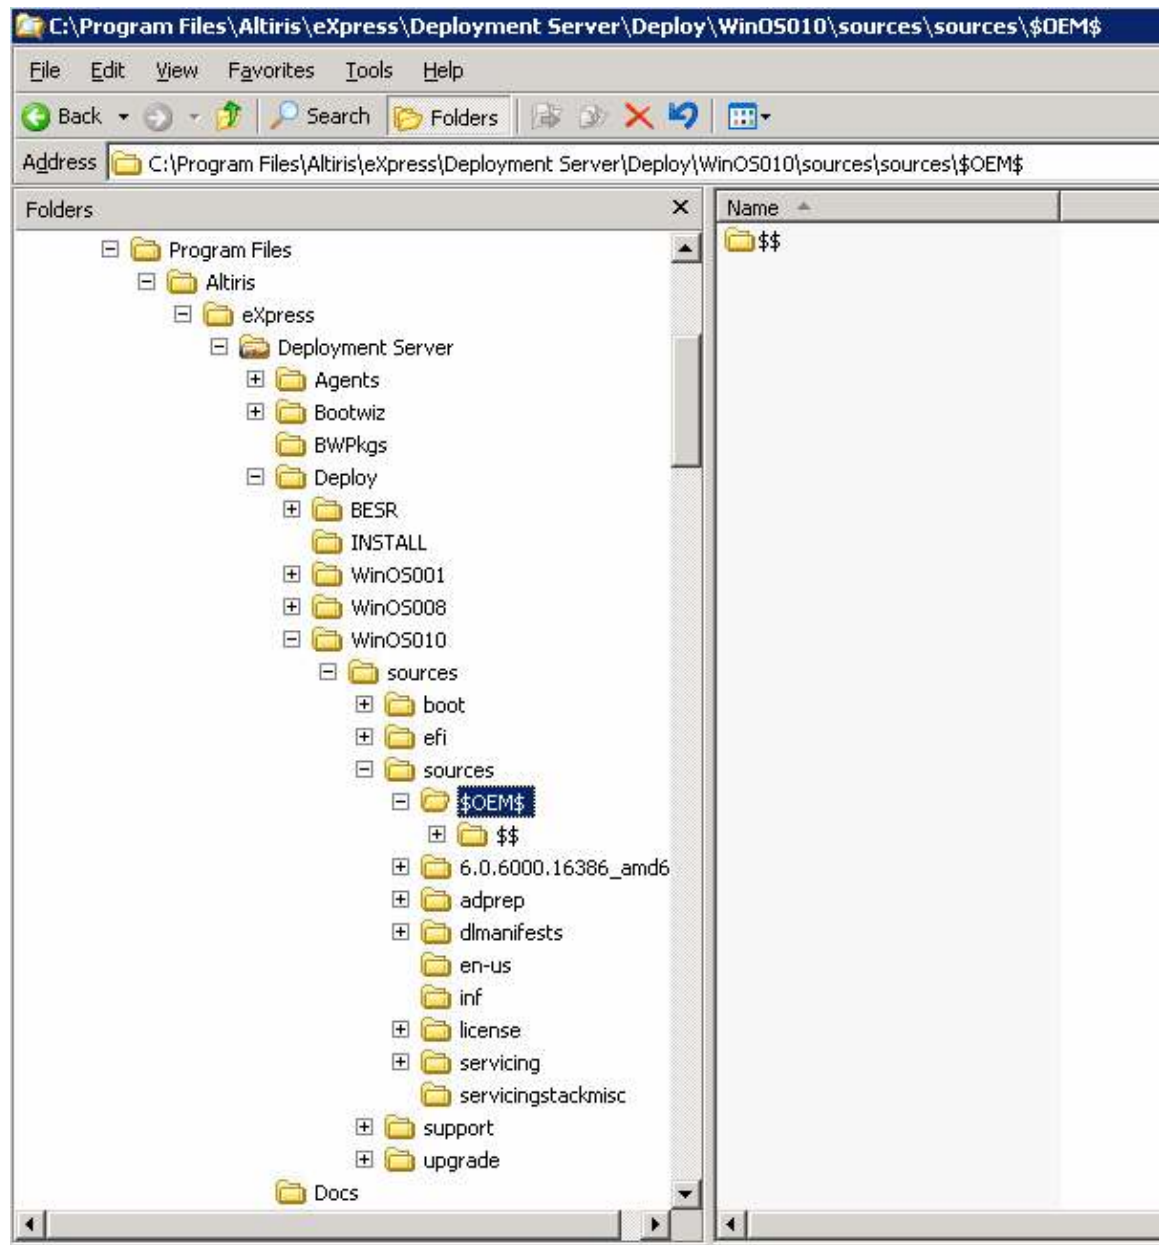 C:\Program Files\Altiris\eXpress\Deployment Server\Deploy\WinOS010\sources\sources\$OEM$
File Edit View Favorites Tools Help
Back Search Folders
Address C:\Program Files\Altiris\eXpress\Deployment Server\Deploy\WinOS010\sources\sources\$OEM$
Folders Name
$$
Program Files
Altiris
eXpress
Deployment Server
Agents
Bootwiz
BWPkgs
Deploy
BESR
INSTALL
WinOS001
WinOS008
WinOS010
sources
boot
efi
sources
$OEM$
$$
6.0.6000.16386_amd6
adprep
dlmanifests
en-us
inf
license
servicing
servicingstackmisc
support
upgrade
Docs